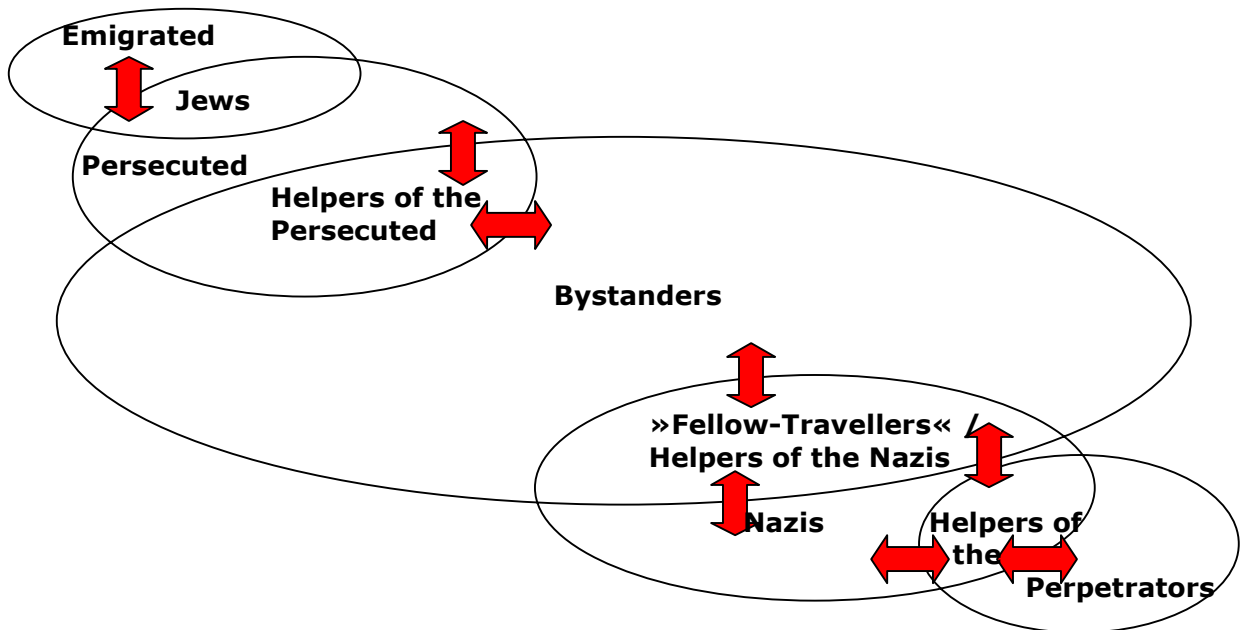 Emigrated
Jews
Persecuted
Helpers of the
Persecuted
Bystanders
»Fellow-Travellers« /
Helpers of the Nazis
Nazis
Helpers of
the
Perpetrators